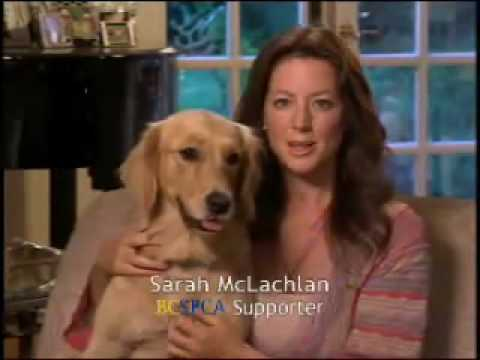 Sarah McLachlan
BCSPCA Supporter